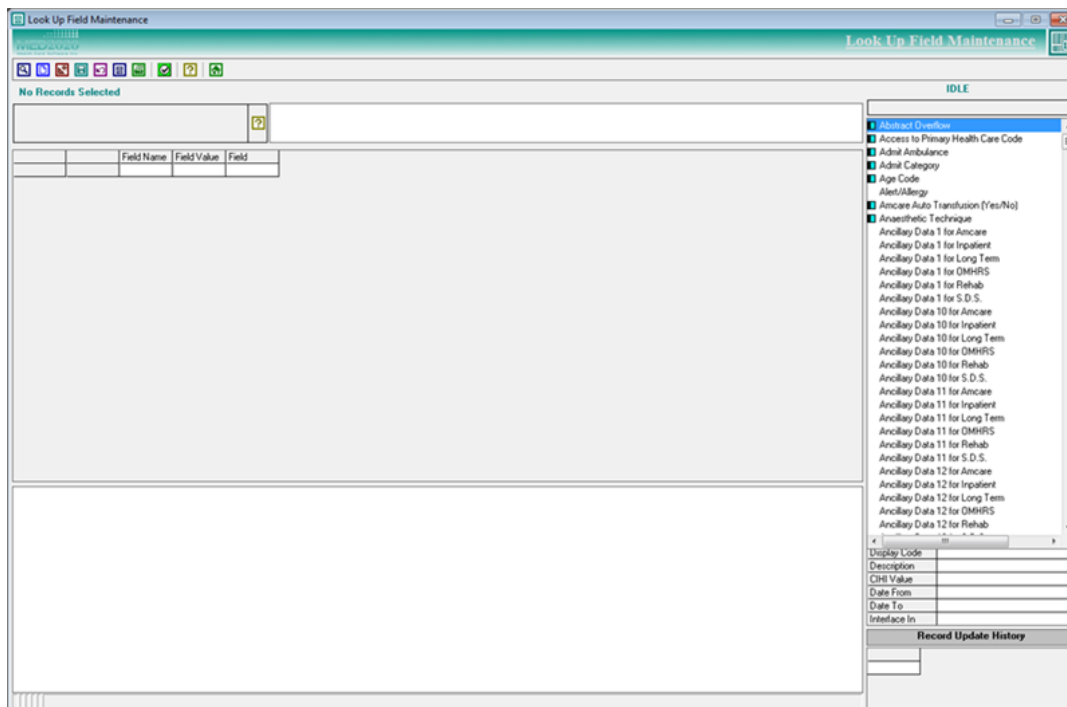 Look Up Field Maintenance
MED2020
Look Up Field Maintenance
No Records Selected
IDLE
Field Name Field Value Field
Abstract Overflow
Access to Primary Health Care Code
Admit Ambulance
Admit Category
Age Code
Alert/Allergy
Amcare Auto Transfusion (Yes/No)
Anaesthetic Technique
Ancillary Data 1 for Amcare
Ancillary Data 1 for Inpatient
Ancillary Data 1 for Long Term
Ancillary Data 1 for OMHRS
Ancillary Data 1 for Rehab
Ancillary Data 1 for S.D.S.
Ancillary Data 10 for Amcare
Ancillary Data 10 for Inpatient
Ancillary Data 10 for Long Term
Ancillary Data 10 for OMHRS
Ancillary Data 10 for Rehab
Ancillary Data 10 for S.D.S.
Ancillary Data 11 for Amcare
Ancillary Data 11 for Inpatient
Ancillary Data 11 for Long Term
Ancillary Data 11 for OMHRS
Ancillary Data 11 for Rehab
Ancillary Data 11 for S.D.S.
Ancillary Data 12 for Amcare
Ancillary Data 12 for Inpatient
Ancillary Data 12 for Long Term
Ancillary Data 12 for OMHRS
Ancillary Data 12 for Rehab
Display Code
Description
CIHI Value
Date From
Date To
Interface In
Record Update History